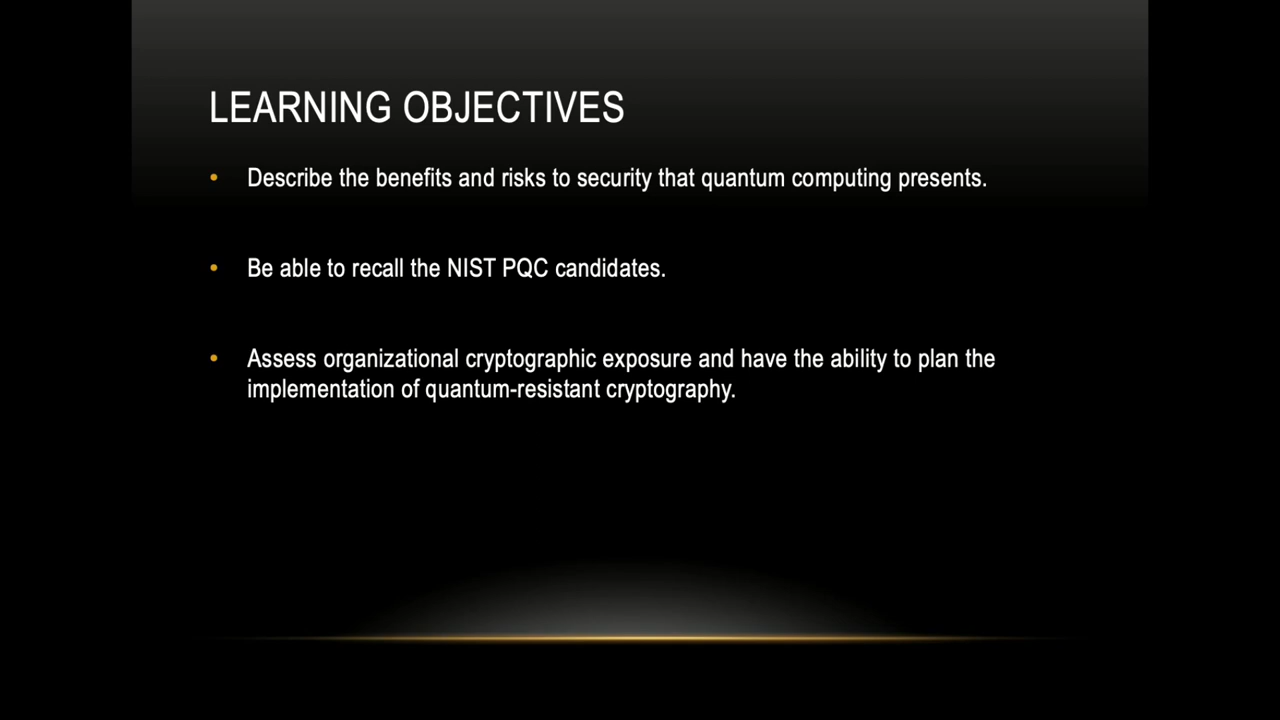 LEARNING OBJECTIVES
• Describe the benefits and risks to security that quantum computing presents.
• Be able to recall the NIST PQC candidates.
• Assess organizational cryptographic exposure and have the ability to plan the
implementation of quantum-resistant cryptography.